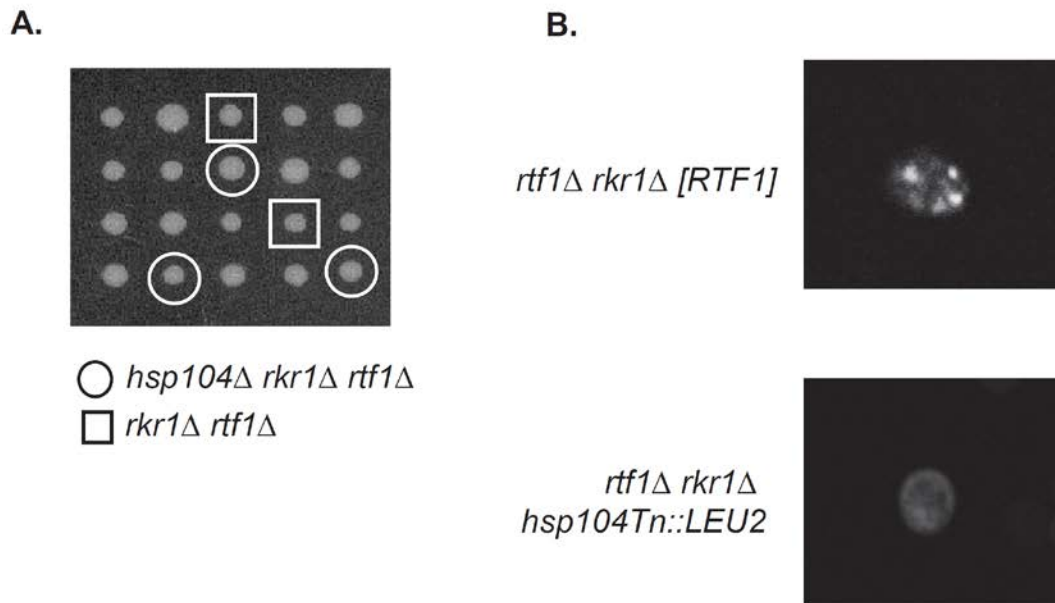 A.
B.
rtf1Δ rkr1Δ [RTF1]
hsp104Δ rkr1Δ rtf1Δ
rkr1Δ rtf1Δ
rtf1Δ rkr1Δ
hsp104Tn::LEU2